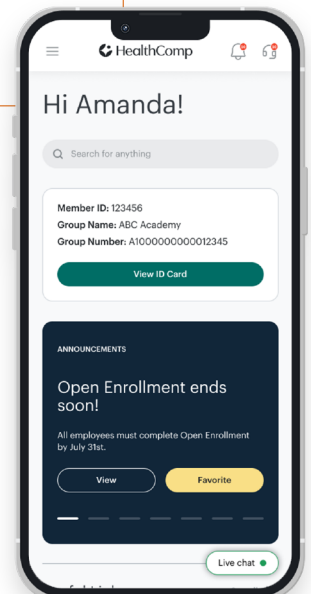 HealthComp
Hi Amanda!
Search for anything
Member ID: 123456
Group Name: ABC Academy
Group Number: A1000000000012345
View ID Card
ANNOUNCEMENTS
Open Enrollment ends
soon!
All employees must complete Open Enrollment
by July 31st.
View Favorite
Live chat